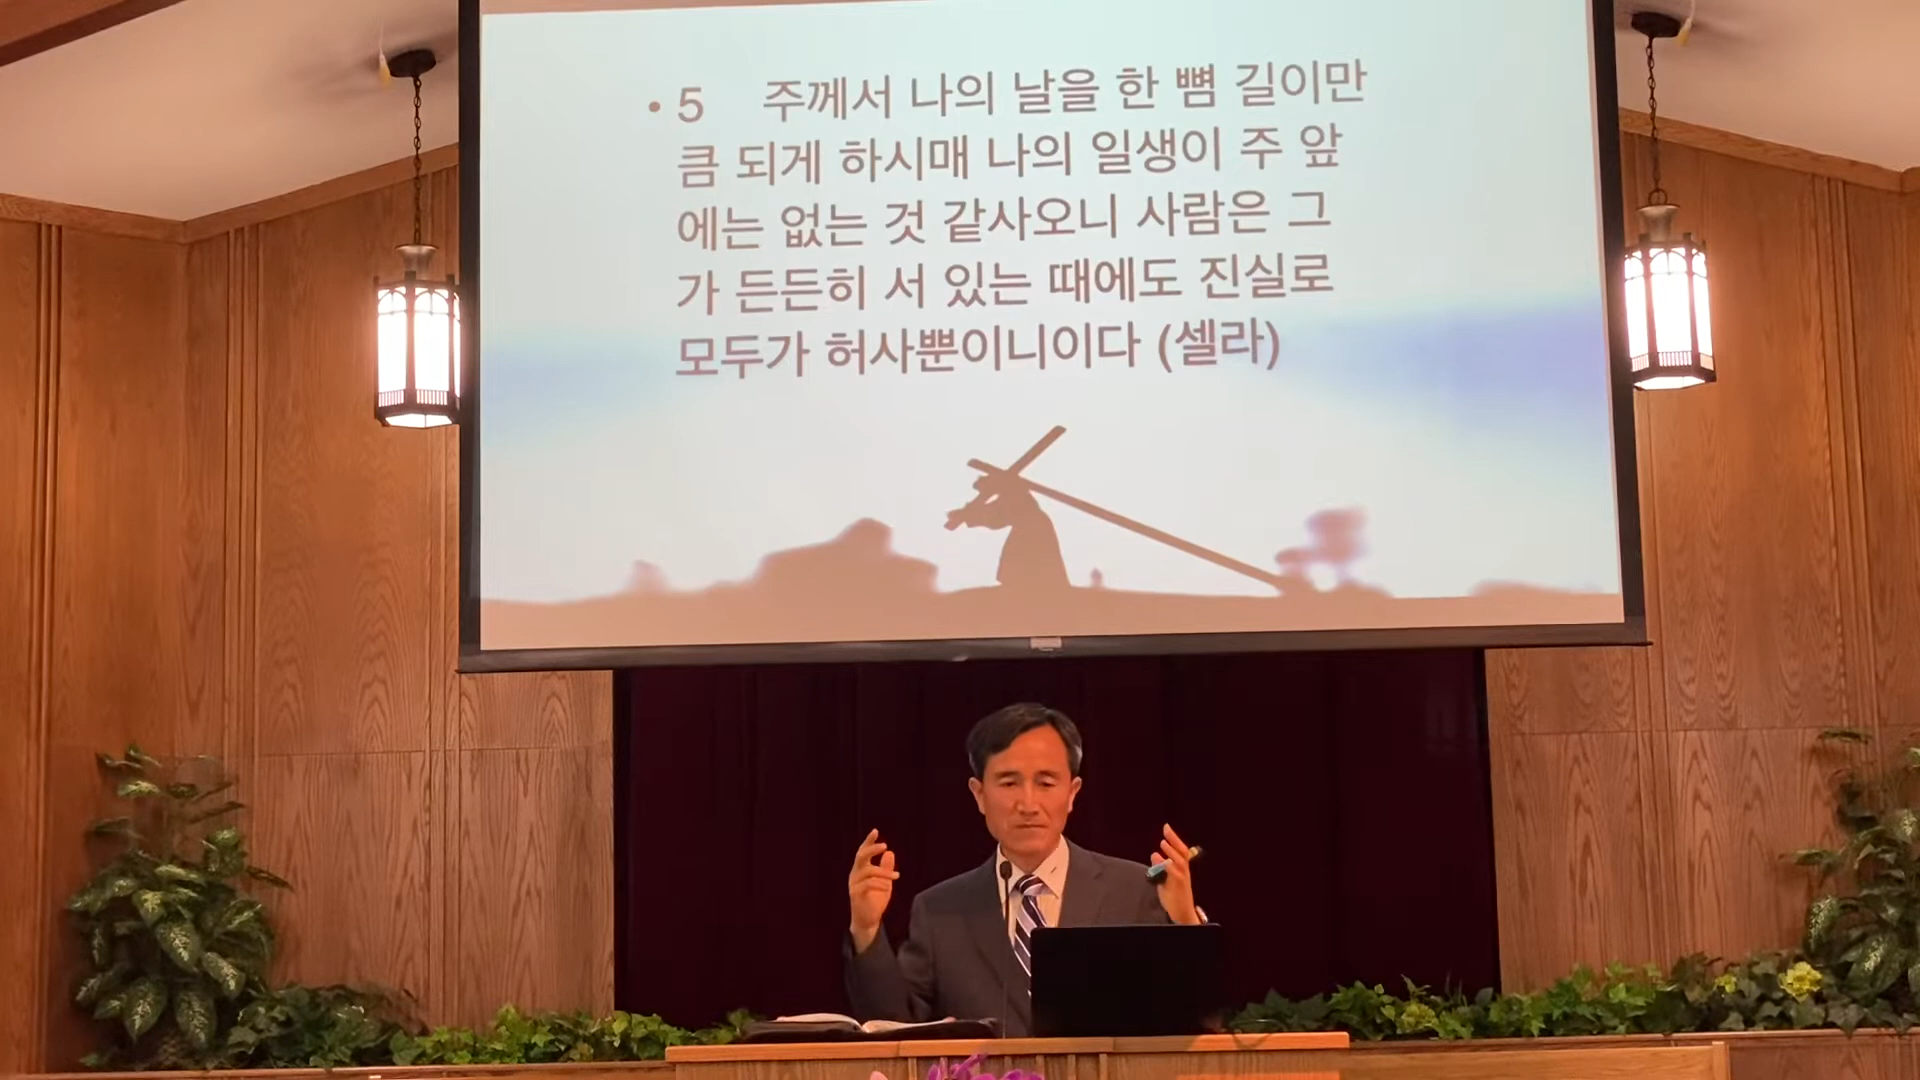 • 5 주께서 나의 날을 한 뼘 길이만
큼 되게 하시매 나의 일생이 주 앞
에는 없는 것 같사오니 사람은 그
가 든든히 서 있는 때에도 진실로
모두가 허사뿐이니이다 (셀라)